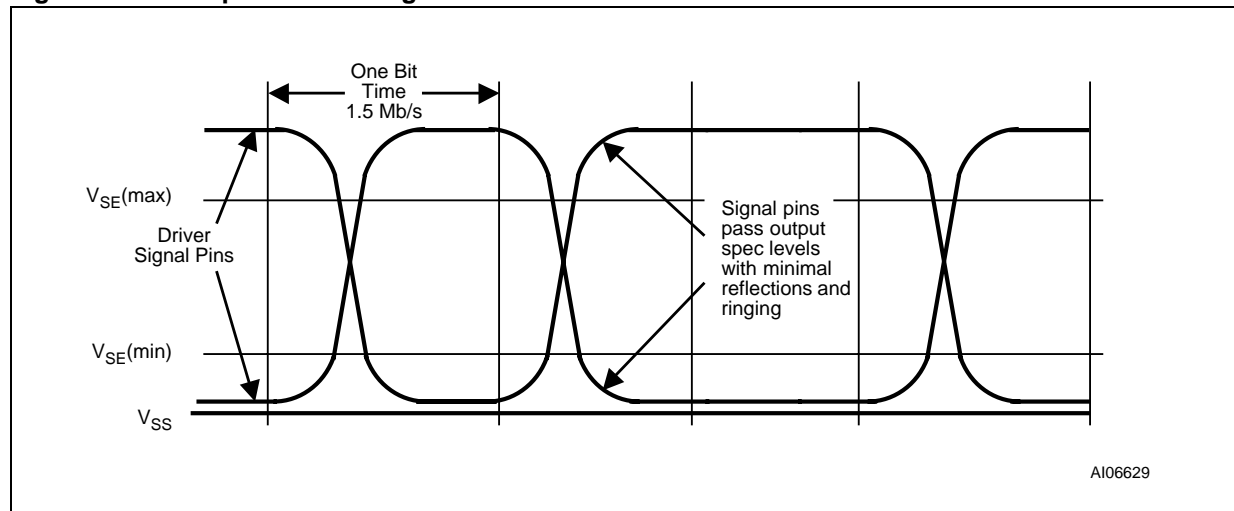 One Bit
Time
1.5 Mb/s
V_SE(max)
Driver
Signal Pins
Signal pins
pass output
spec levels
with minimal
reflections and
ringing
V_SE(min)
V_SS
AI06629